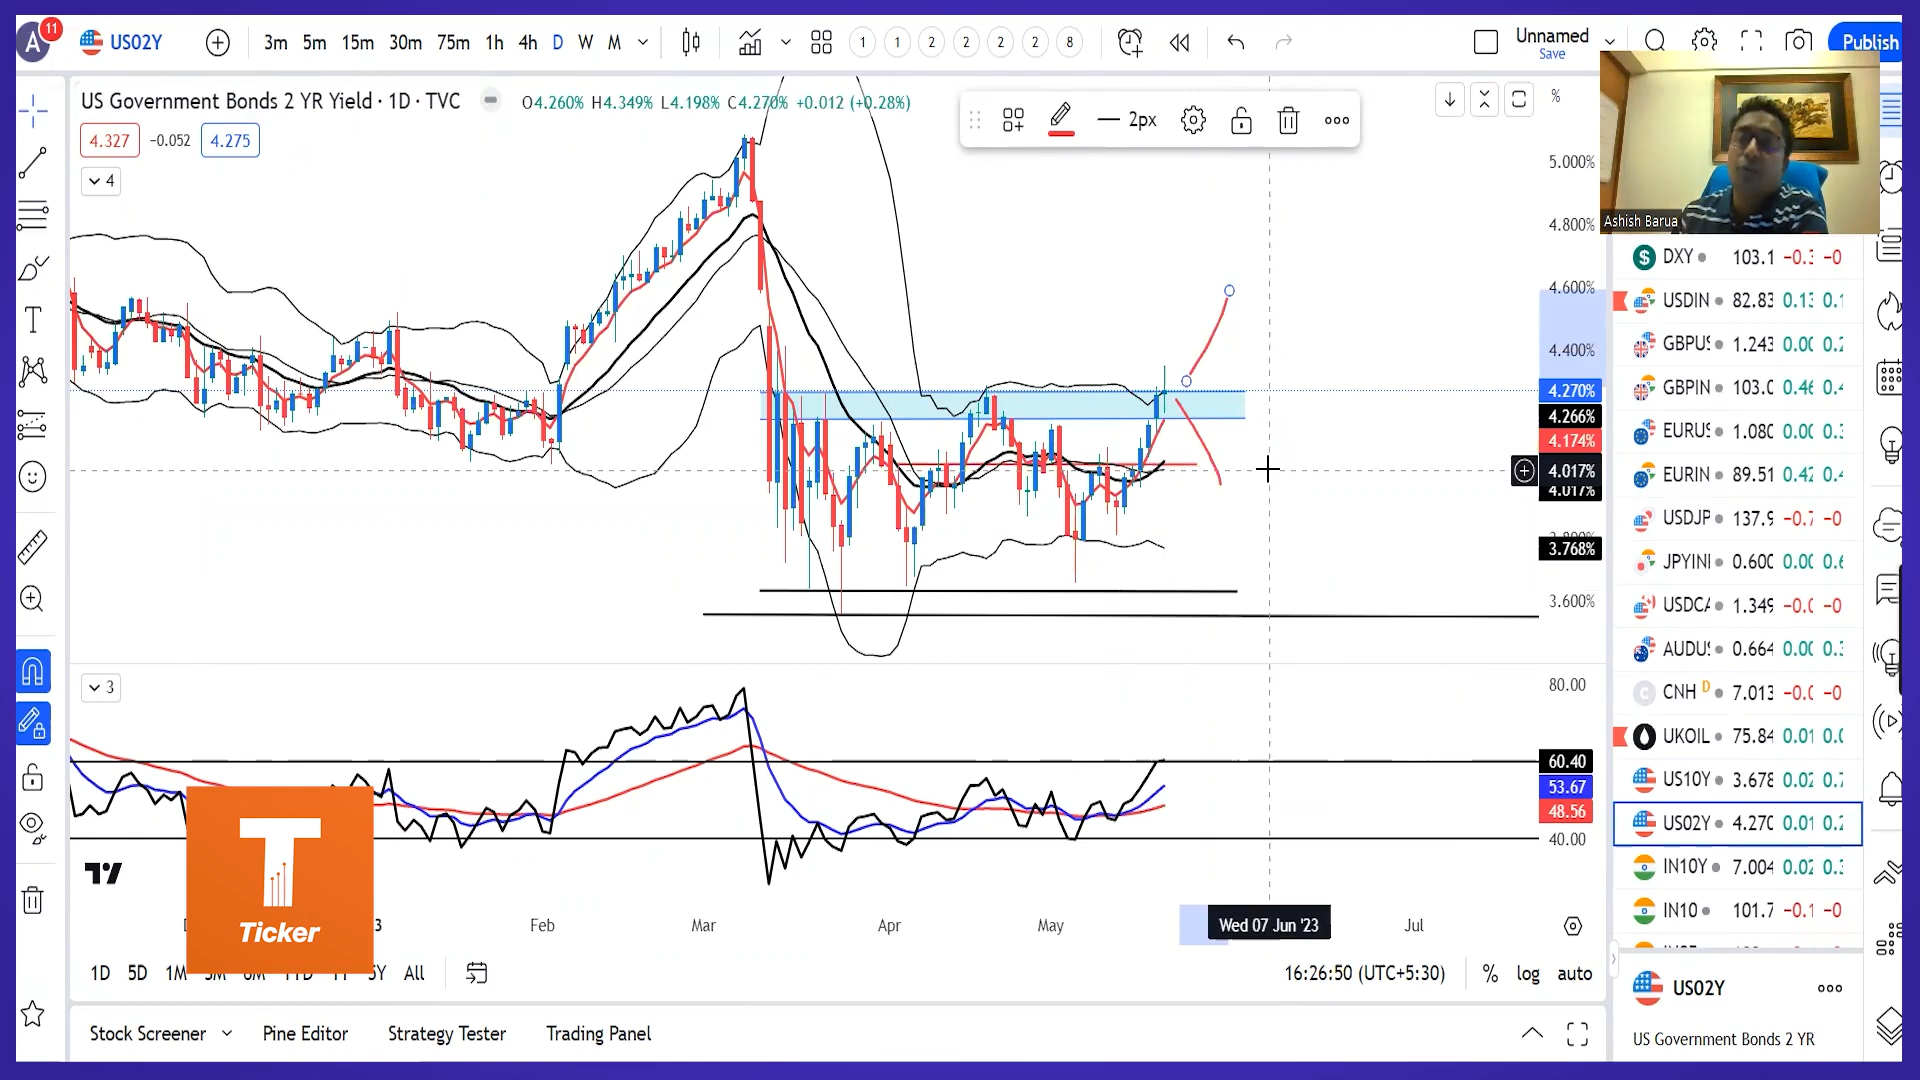 A 11 US02Y 3m 5m 15m 30m 75m 1h 4h D W M 1 1 2 2 2 2 8 Unnamed Save Publish
US Government Bonds 2 YR Yield · 1D · TVC O4.260% H4.349% L4.198% C4.270% +0.012 (+0.28%)
4.327 −0.052 4.275
4
2px
%
5.000%
4.800%
4.600%
4.400%
4.270%
4.266%
4.174%
4.017%
4.017%
3.768%
3.600%
Ashish Barua
DXY 103.1 −0.3 −0
USDIN 82.83 0.13 0.1
GBPUS 1.243 0.00 0.2
GBPIN 103.0 0.46 0.4
EURUS 1.080 0.00 0.3
EURIN 89.51 0.42 0.4
USDJP 137.9 −0.7 −0
JPYINI 0.600 0.00 0.6
USDCA 1.349 −0.0 −0
AUDUS 0.664 0.00 0.3
CNH D 7.013 −0.0 −0
UKOIL 75.84 0.01 0.0
US10Y 3.678 0.02 0.7
US02Y 4.270 0.01 0.2
IN10Y 7.004 0.02 0.3
IN10 101.7 −0.1 −0
3
80.00
60.40
53.67
48.56
40.00
T
Ticker
3 Feb Mar Apr May Wed 07 Jun '23 Jul
1D 5D 1M All 16:26:50 (UTC+5:30) % log auto
Stock Screener Pine Editor Strategy Tester Trading Panel
US02Y
US Government Bonds 2 YR